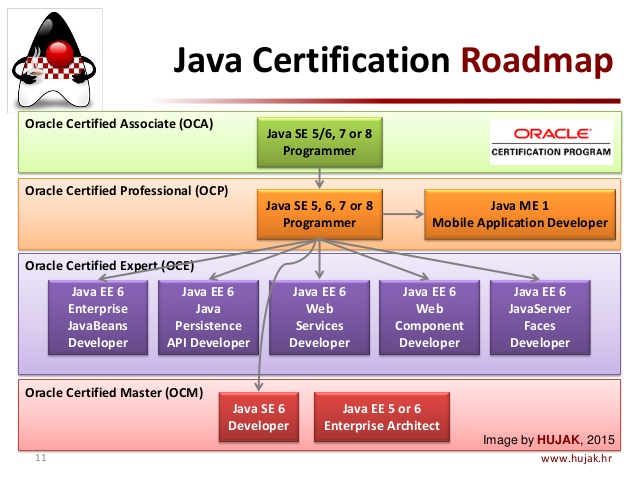 Java Certification Roadmap
Oracle Certified Associate (OCA)
Java SE 5/6, 7 or 8
Programmer
ORACLE
CERTIFICATION PROGRAM
Oracle Certified Professional (OCP)
Java SE 5, 6, 7 or 8
Programmer
Java ME 1
Mobile Application Developer
Oracle Certified Expert (OCE)
Java EE 6
Enterprise
JavaBeans
Developer
Java EE 6
Java
Persistence
API Developer
Java EE 6
Web
Services
Developer
Java EE 6
Web
Component
Developer
Java EE 6
JavaServer
Faces
Developer
Oracle Certified Master (OCM)
Java SE 6
Developer
Java EE 5 or 6
Enterprise Architect
Image by HUJAK, 2015
11
www.hujak.hr